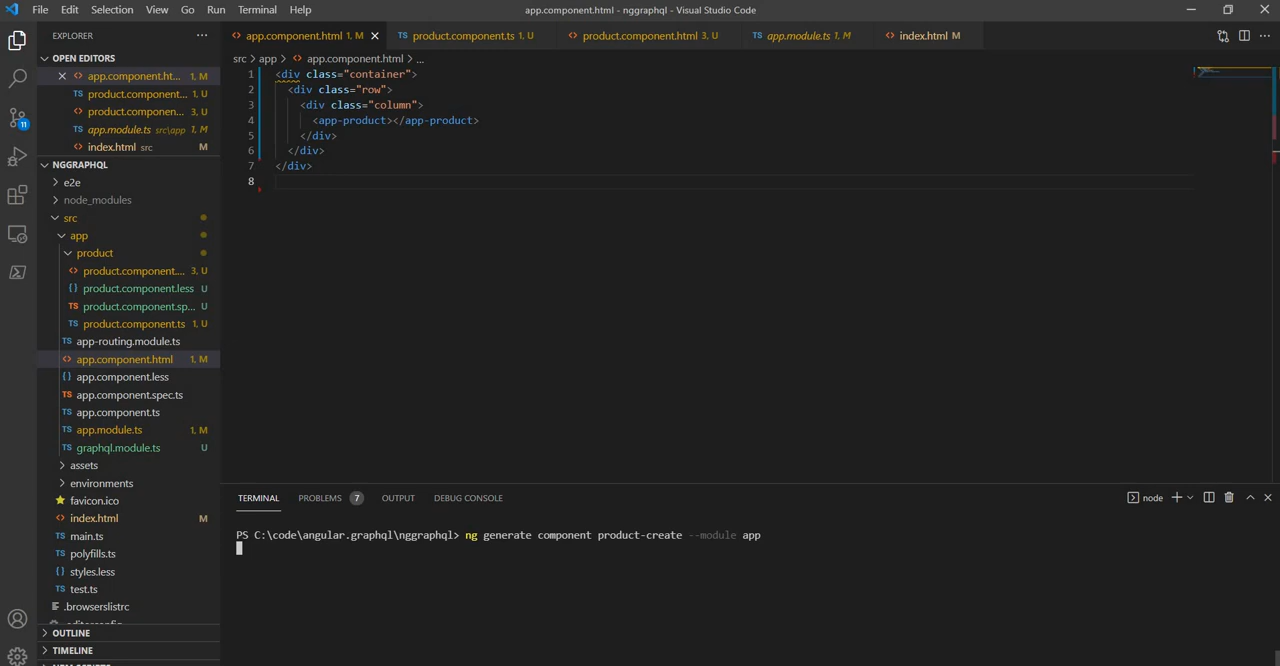 File Edit Selection View Go Run Terminal Help
app.component.html - nggraphql - Visual Studio Code
EXPLORER
OPEN EDITORS
app.component.ht... 1, M
product.component... 1, U
product.componen... 3, U
app.module.ts src\app 1, M
index.html src M
NGGRAPHQL
e2e
node_modules
src
app
product
product.component.... 3, U
product.component.less U
product.component.sp... U
product.component.ts 1, U
app-routing.module.ts
app.component.html 1, M
app.component.less
app.component.spec.ts
app.component.ts
app.module.ts 1, M
graphql.module.ts U
assets
environments
favicon.ico
index.html M
main.ts
polyfills.ts
styles.less
test.ts
.browserslistrc
OUTLINE
TIMELINE
11
app.component.html 1, M
product.component.ts 1, U
product.component.html 3, U
app.module.ts 1, M
index.html M
src > app > app.component.html > ...
1 <div class="container">
2 <div class="row">
3 <div class="column">
4 <app-product></app-product>
5 </div>
6 </div>
7 </div>
8
TERMINAL PROBLEMS 7 OUTPUT DEBUG CONSOLE
node
PS C:\code\angular.graphql\nggraphql> ng generate component product-create --module app